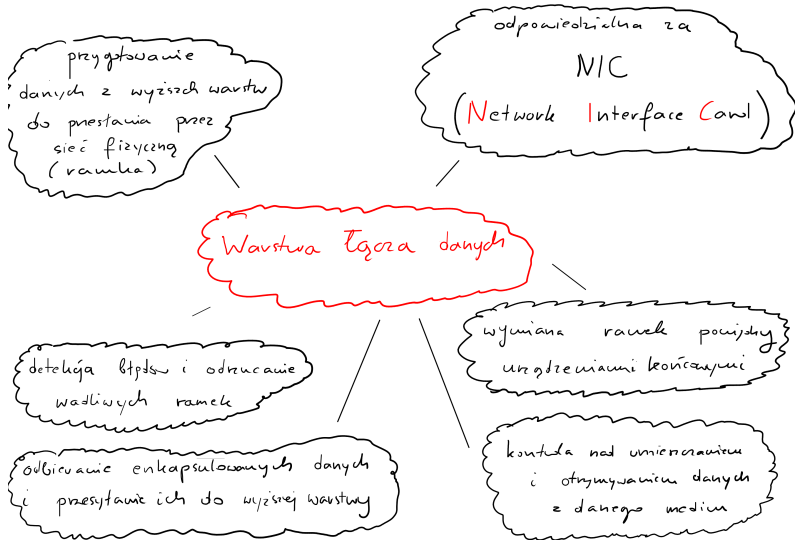 przygotowanie
danych z wyższch warstw
do przesłania przez
sieć fizyczną
(ramka)
odpowiedzialna za
NIC
(Network Interface Card)
Warstwa Łącza danych
detekcja błędów i odrzucanie
wadliwych ramek
wymiana ramek pomiędzy
urządzeniami końcowymi
odbieranie enkapsulowanych danych
i przesyłanie ich do wyższej warstwy
kontrola nad umieszczaniem
i otrzymywaniem danych
z danego medium